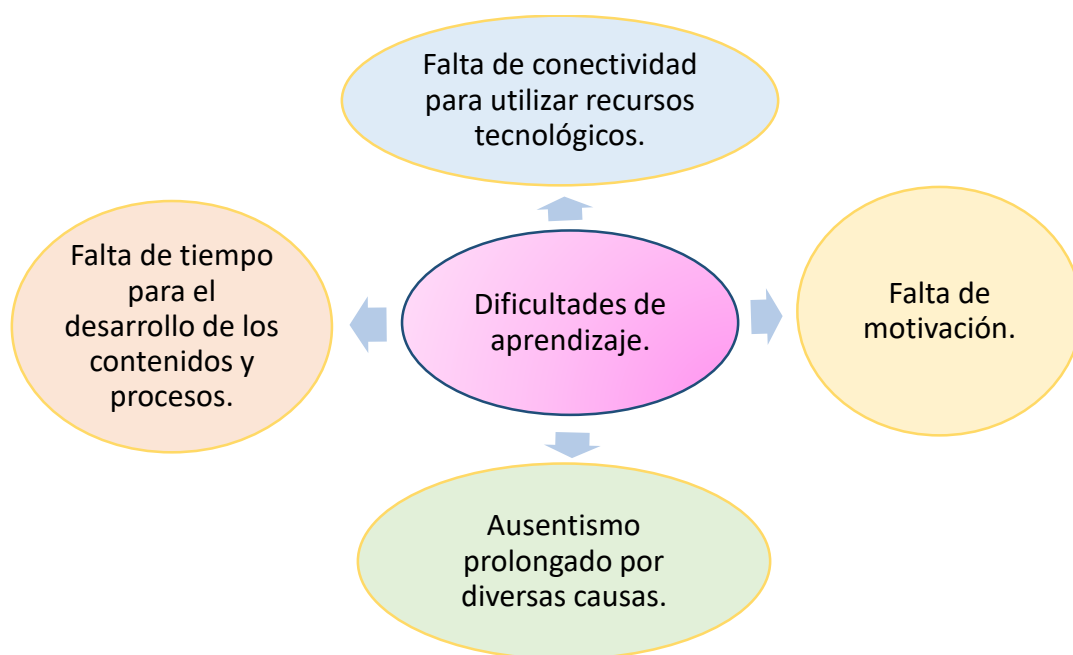 Falta de conectividad
para utilizar recursos
tecnológicos.
Falta de tiempo
para el
desarrollo de los
contenidos y
procesos.
Dificultades de
aprendizaje.
Falta de
motivación.
Ausentismo
prolongado por
diversas causas.